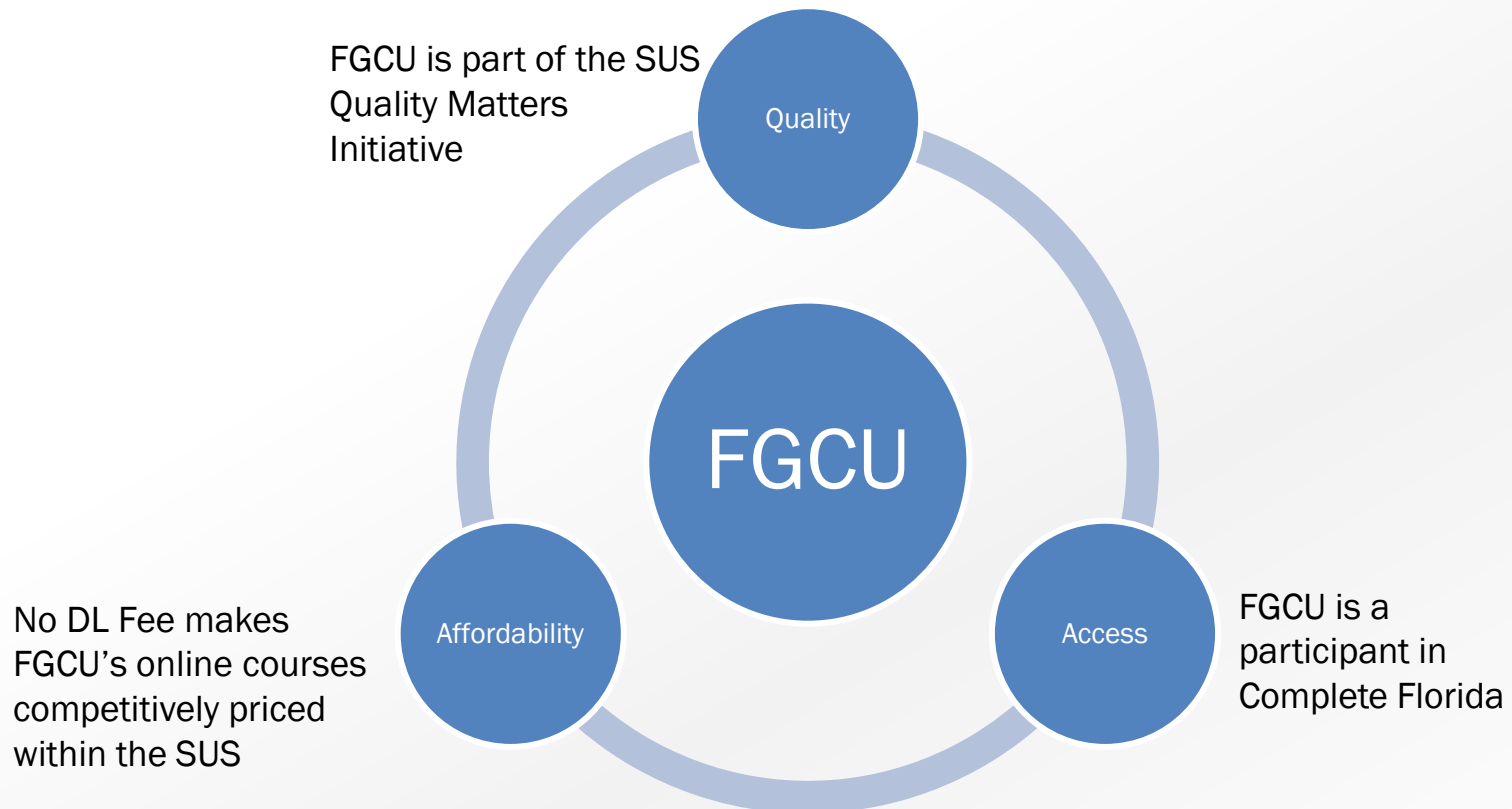 FGCU is part of the SUS
Quality Matters
Initiative
Quality
FGCU
Affordability
Access
No DL Fee makes
FGCU’s online courses
competitively priced
within the SUS
FGCU is a
participant in
Complete Florida